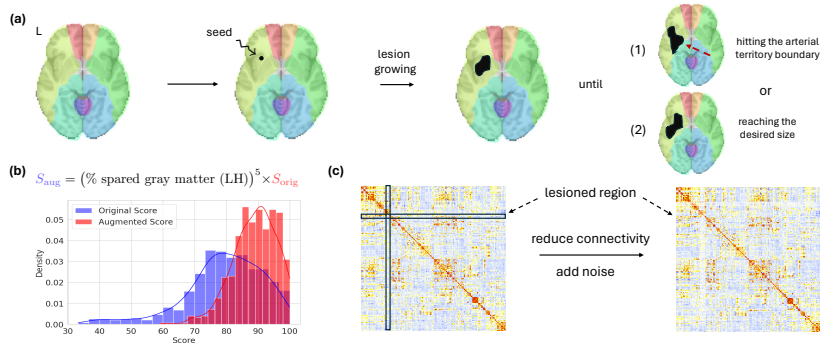 (a)
L
seed
lesion
growing
until
(1)
hitting the arterial
territory boundary
or
(2)
reaching the
desired size
(b)
S_aug = (% spared gray matter (LH))^5 × S_orig
Original Score
Augmented Score
Density
0.05
0.04
0.03
0.02
0.01
0.00
30 40 50 60 70 80 90 100
Score
(c)
lesioned region
reduce connectivity
add noise